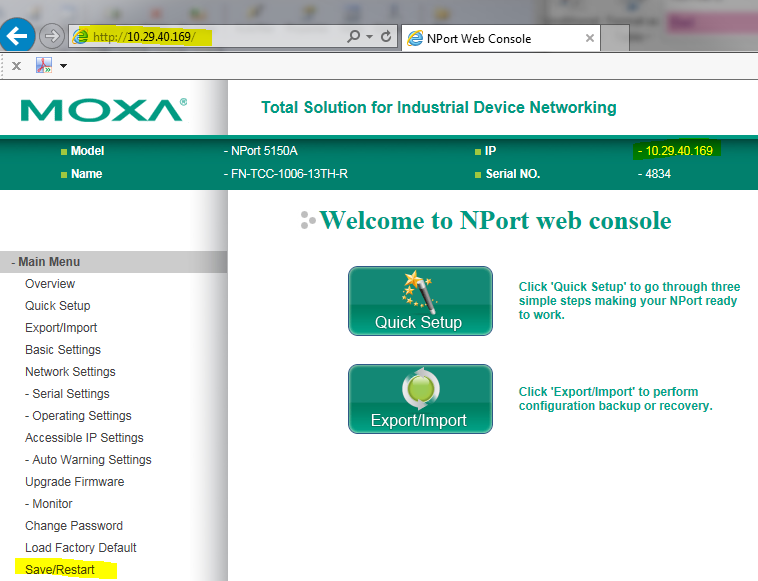 http://10.29.40.169/
NPort Web Console
MOXA®
Total Solution for Industrial Device Networking
Model - NPort 5150A IP - 10.29.40.169
Name - FN-TCC-1006-13TH-R Serial NO. - 4834
Welcome to NPort web console
- Main Menu
Overview
Quick Setup
Export/Import
Basic Settings
Network Settings
- Serial Settings
- Operating Settings
Accessible IP Settings
- Auto Warning Settings
Upgrade Firmware
- Monitor
Change Password
Load Factory Default
Save/Restart
Quick Setup
Click 'Quick Setup' to go through three
simple steps making your NPort ready
to work.
Export/Import
Click 'Export/Import' to perform
configuration backup or recovery.